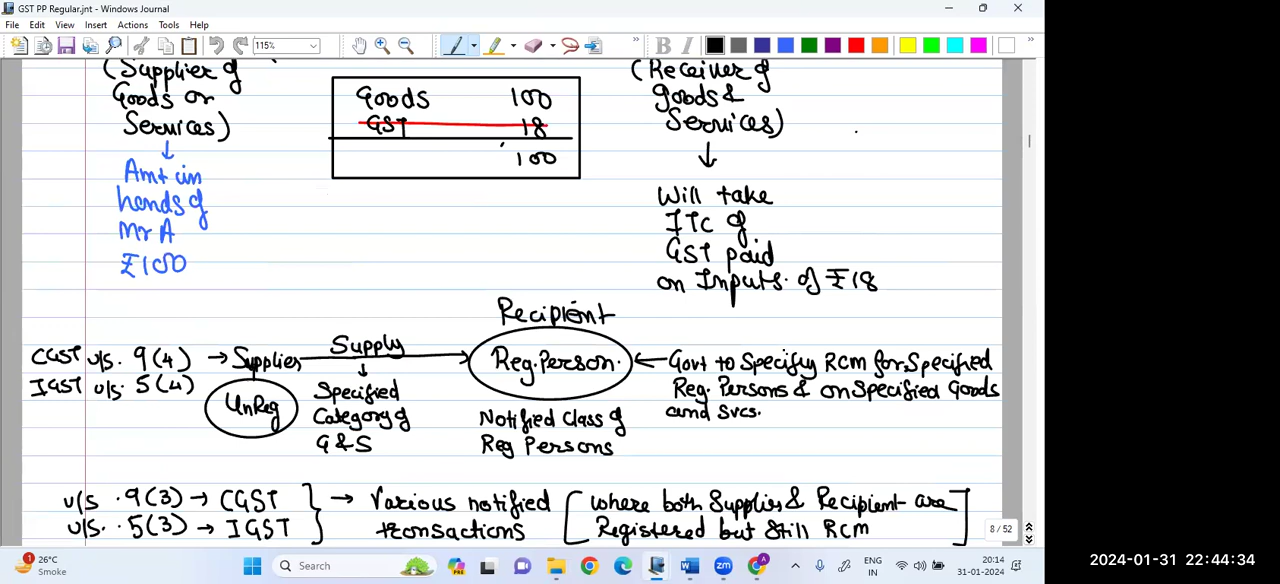 GST PP Regular.jnt - Windows Journal
File Edit View Insert Actions Tools Help
115%
B I
(Supplier of
Goods or
Services)
Amt in
hands of
Mr A
₹100
Goods 100
GST 18
100
(Receiver of
goods &
Services)
Will take
ITC of
GST paid
on Inputs of ₹18
Recipient
CGST u/s. 9(4) → Supplier Supply Reg. Person. ← Govt to Specify RCM for Specified
IGST u/s. 5(4) Reg. Persons & on Specified Goods
and Svcs.
UnReg
Specified
Category of
G & S
Notified Class of
Reg Persons
u/s. 9(3) → CGST } → Various notified [where both Supplier & Recipient are
u/s. 5(3) → IGST } transactions Registered but Still RCM]
8 / 52
26°C
Smoke
Search
ENG
IN
20:14
31-01-2024
2024-01-31 22:44:34